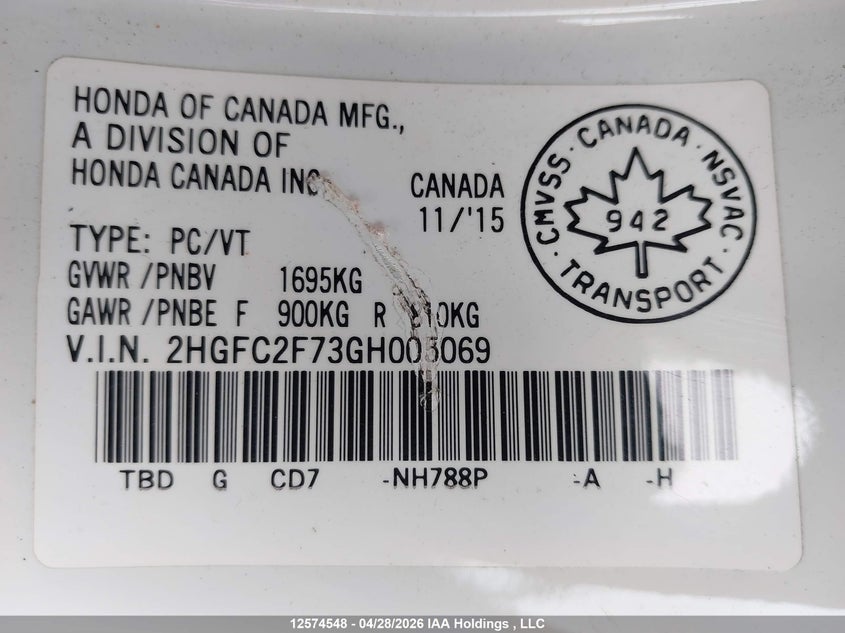 HONDA OF CANADA MFG.,
A DIVISION OF
HONDA CANADA INC.
CANADA
11/'15
TYPE: PC/VT
GVWR /PNBV 1695KG
GAWR /PNBE F 900KG R
V.I.N. 2HGFC2F73GH005069
TBD G CD7 -NH788P -A -H
CMVSS · CANADA · NSVAC · TRANSPORT ·
942
12574548 - 04/28/2026 IAA Holdings , LLC